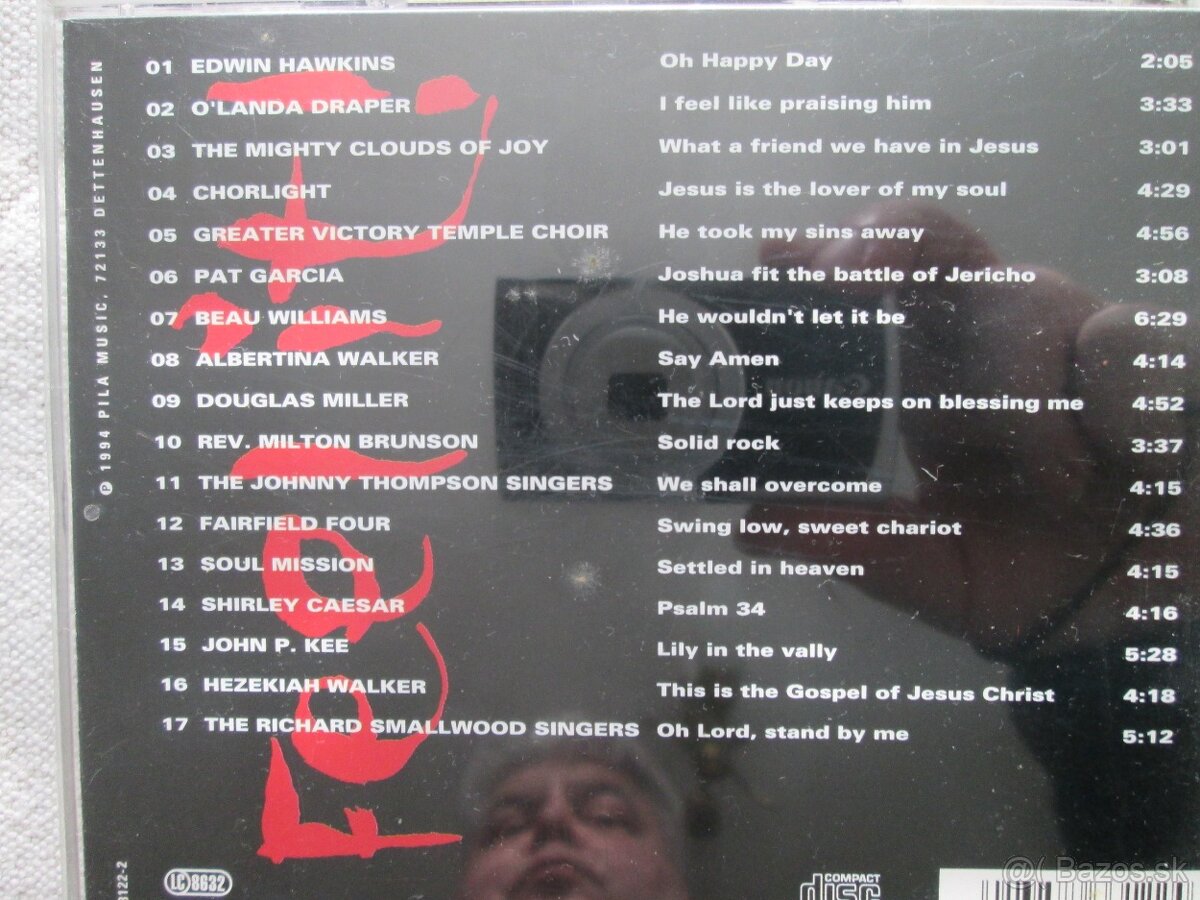 01 EDWIN HAWKINS Oh Happy Day 2:05
02 O'LANDA DRAPER I feel like praising him 3:33
03 THE MIGHTY CLOUDS OF JOY What a friend we have in Jesus 3:01
04 CHORLIGHT Jesus is the lover of my soul 4:29
05 GREATER VICTORY TEMPLE CHOIR He took my sins away 4:56
06 PAT GARCIA Joshua fit the battle of Jericho 3:08
07 BEAU WILLIAMS He wouldn't let it be 6:29
08 ALBERTINA WALKER Say Amen 4:14
09 DOUGLAS MILLER The Lord just keeps on blessing me 4:52
10 REV. MILTON BRUNSON Solid rock 3:37
11 THE JOHNNY THOMPSON SINGERS We shall overcome 4:15
12 FAIRFIELD FOUR Swing low, sweet chariot 4:36
13 SOUL MISSION Settled in heaven 4:15
14 SHIRLEY CAESAR Psalm 34 4:16
15 JOHN P. KEE Lily in the vally 5:28
16 HEZEKIAH WALKER This is the Gospel of Jesus Christ 4:18
17 THE RICHARD SMALLWOOD SINGERS Oh Lord, stand by me 5:12
℗ 1994 PILA MUSIC, 72133 DETTENHAUSEN
Feel it!
3122-2
LC 8632
COMPACT
disc
Bazos.sk